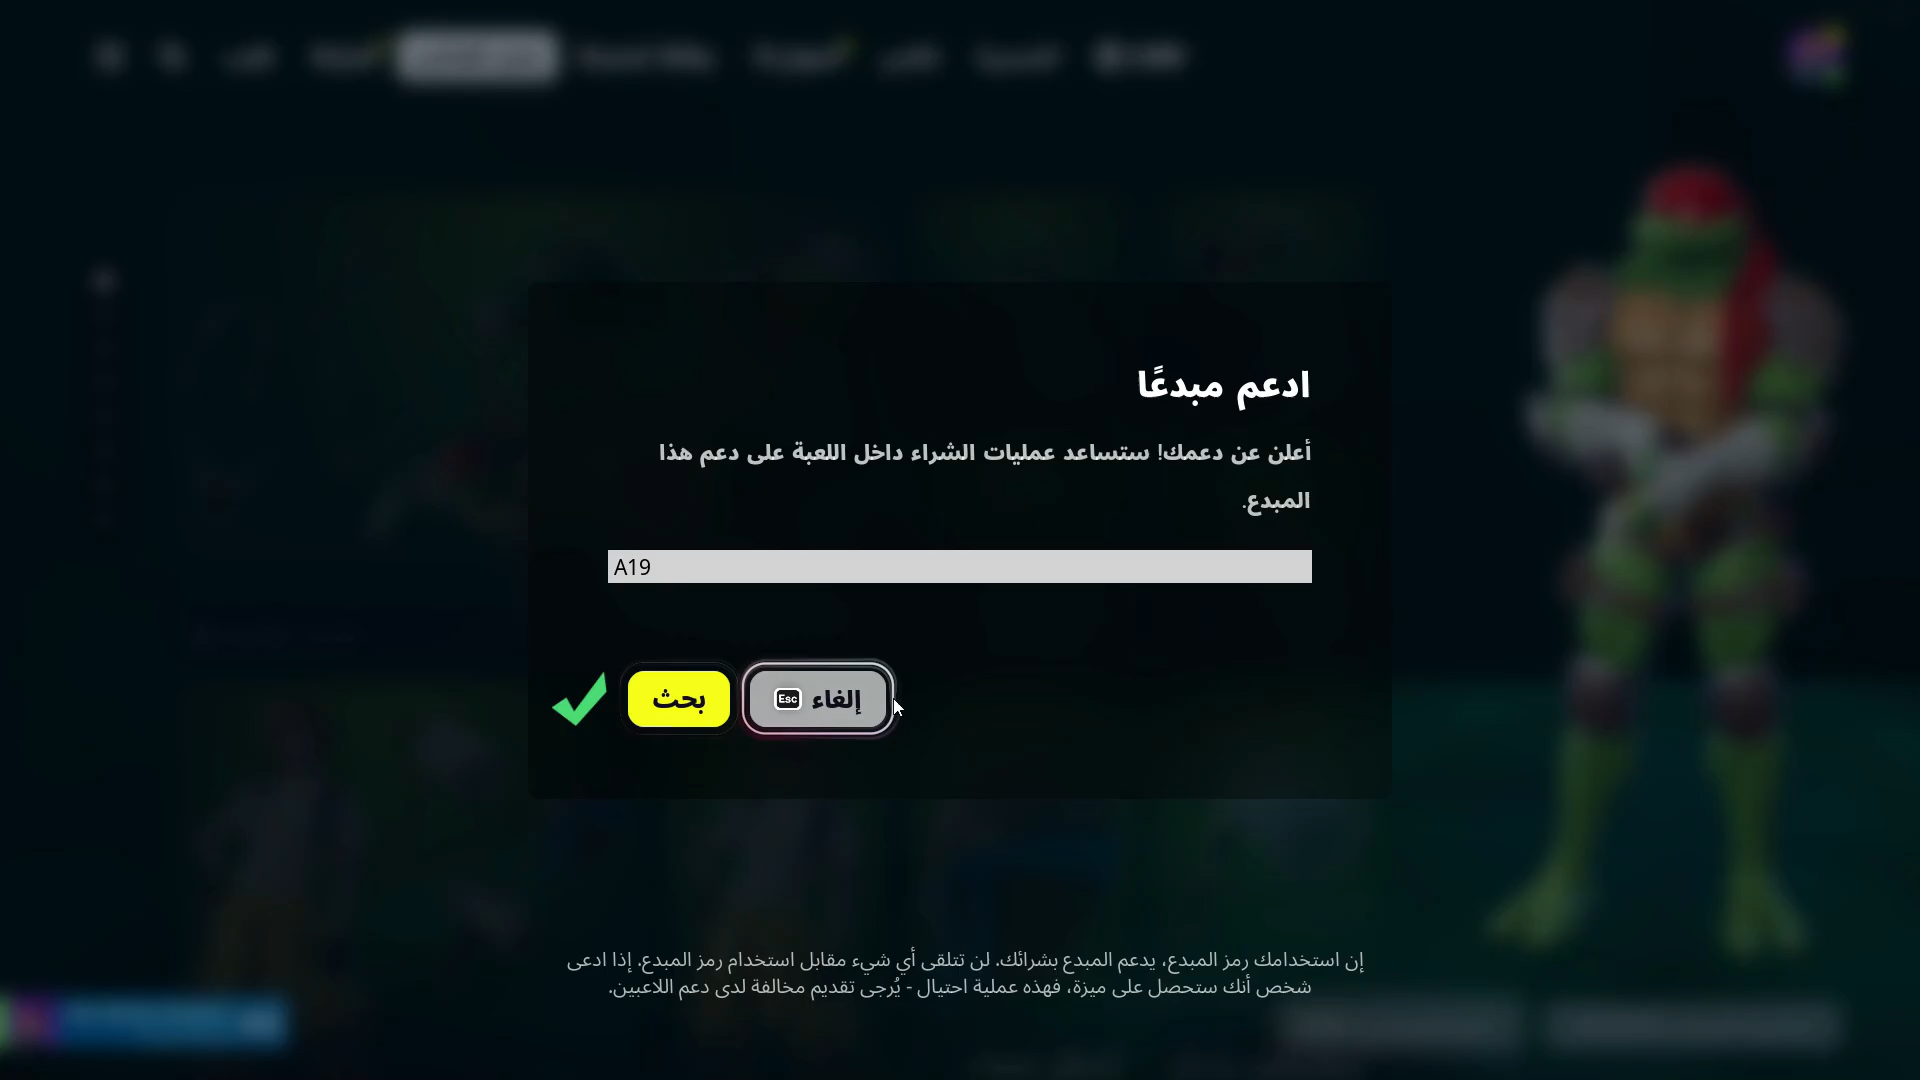 ادعم مبدعًا
أعلن عن دعمك! ستساعد عمليات الشراء داخل اللعبة على دعم هذا
المبدع.
A19
بحث
إلغاء Esc
إن استخدامك رمز المبدع، يدعم المبدع بشرائك. لن تتلقى أي شيء مقابل استخدام رمز المبدع. إذا ادعى
شخص أنك ستحصل على ميزة، فهذه عملية احتيال - يُرجى تقديم مخالفة لدى دعم اللاعبين.